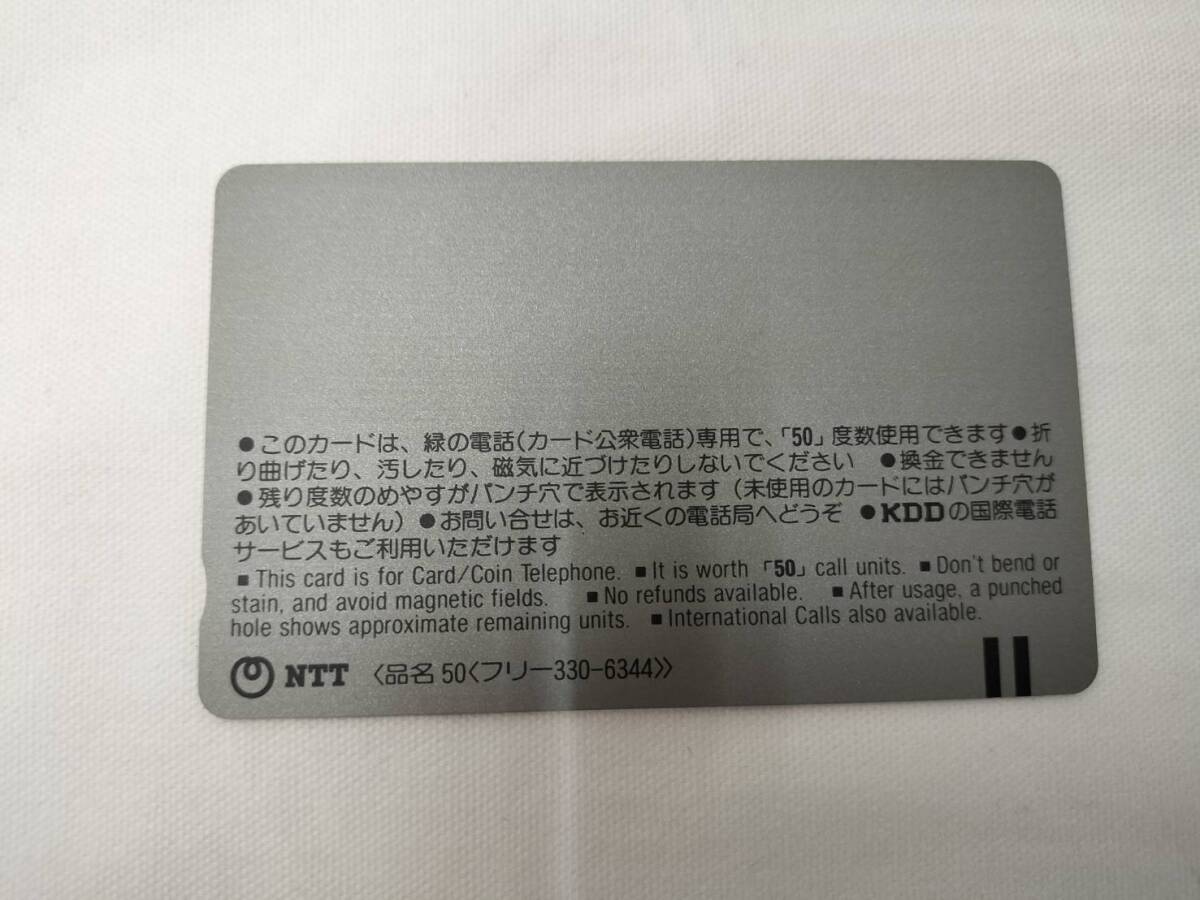 ●このカードは、緑の電話(カード公衆電話)専用で、「50」度数使用できます●折
り曲げたり、汚したり、磁気に近づけたりしないでください ●換金できません
●残り度数のめやすがパンチ穴で表示されます(未使用のカードにはパンチ穴が
あいていません)●お問い合せは、お近くの電話局へどうぞ ●KDDの国際電話
サービスもご利用いただけます
■This card is for Card/Coin Telephone. ■It is worth「50」call units. ■Don't bend or
stain, and avoid magnetic fields. ■No refunds available. ■After usage, a punched
hole shows approximate remaining units. ■International Calls also available.
NTT 〈品名 50〈フリー330-6344〉〉